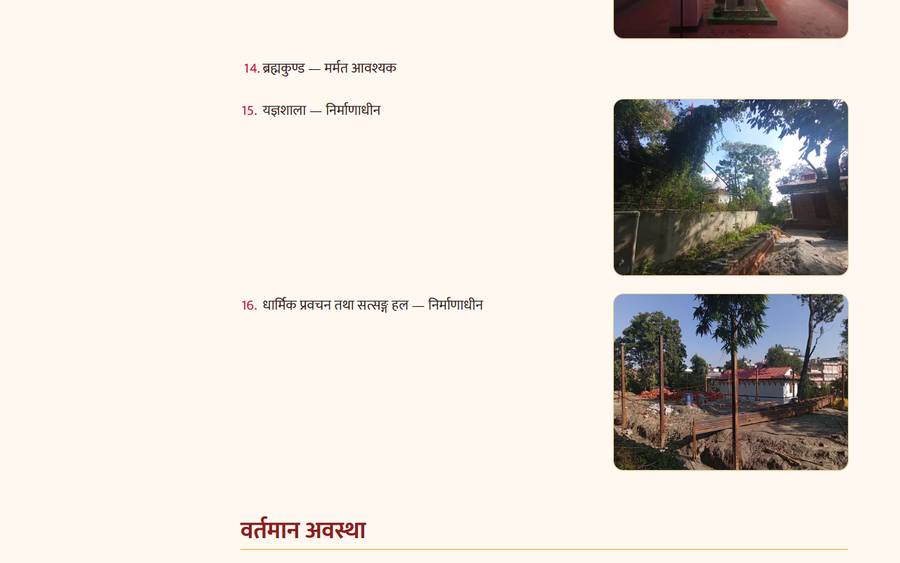 14. ब्रह्मकुण्ड — मर्मत आवश्यक
15. यज्ञशाला — निर्माणाधीन
16. धार्मिक प्रवचन तथा सत्सङ्ग हल — निर्माणाधीन
वर्तमान अवस्था